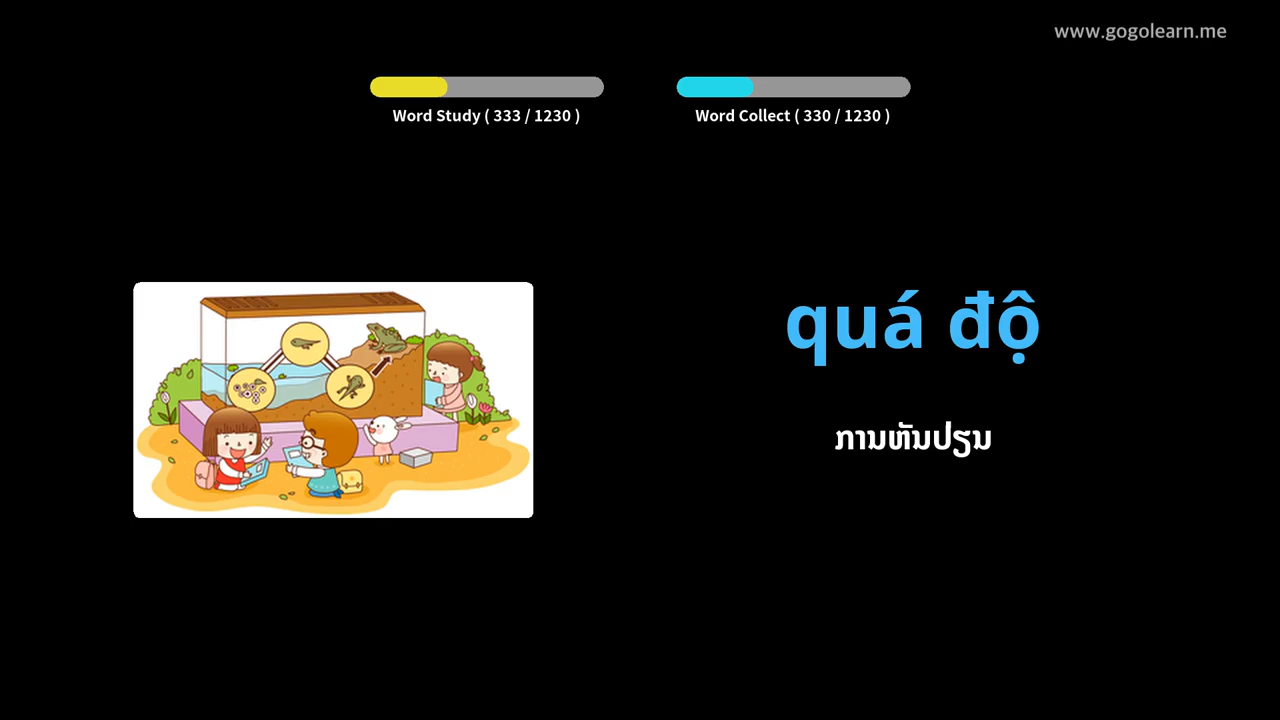 www.gogolearn.me
Word Study ( 333 / 1230 )
Word Collect ( 330 / 1230 )
quá độ
ການຫັນປຽນ